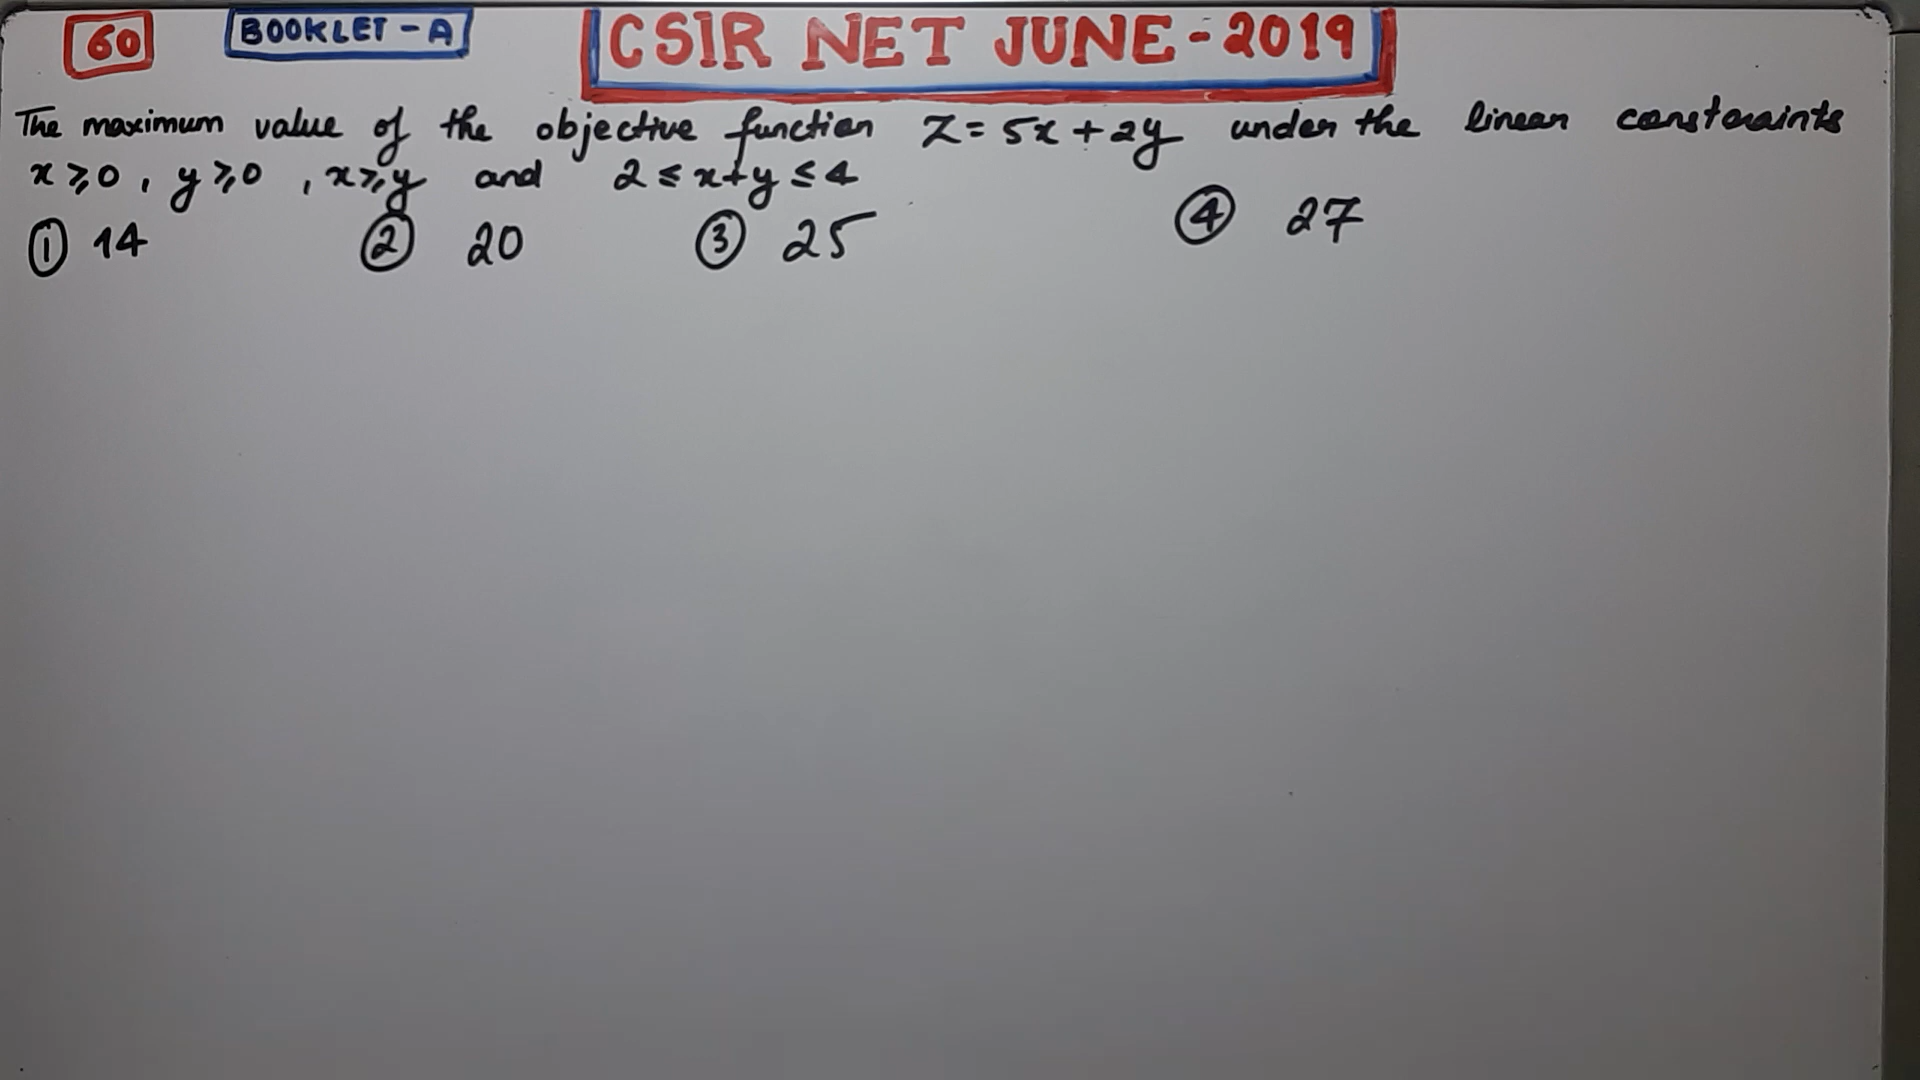 60 BOOKLET-A CSIR NET JUNE-2019
The maximum value of the objective function Z=5x+2y under the linear constaraints
x≥0, y≥0, x≥y and 2≤x+y≤4
① 14 ② 20 ③ 25 ④ 27